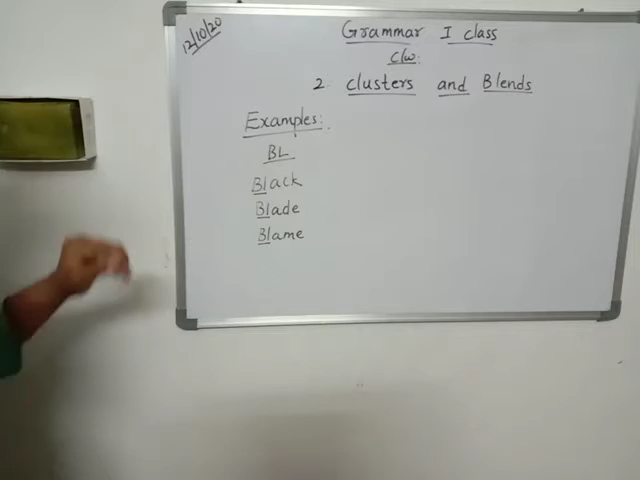 12/10/20
Grammar I class
c/w.
2. clusters and Blends
Examples:
BL
Black
Blade
Blame